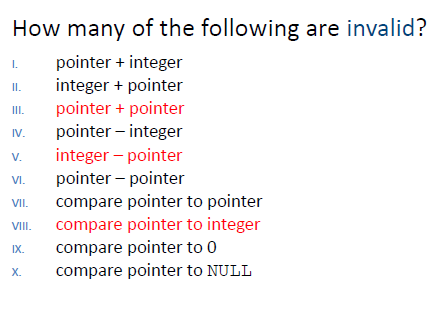 How many of the following are invalid?
I. pointer + integer
II. integer + pointer
III. pointer + pointer
IV. pointer – integer
V. integer – pointer
VI. pointer – pointer
VII. compare pointer to pointer
VIII. compare pointer to integer
IX. compare pointer to 0
X. compare pointer to NULL